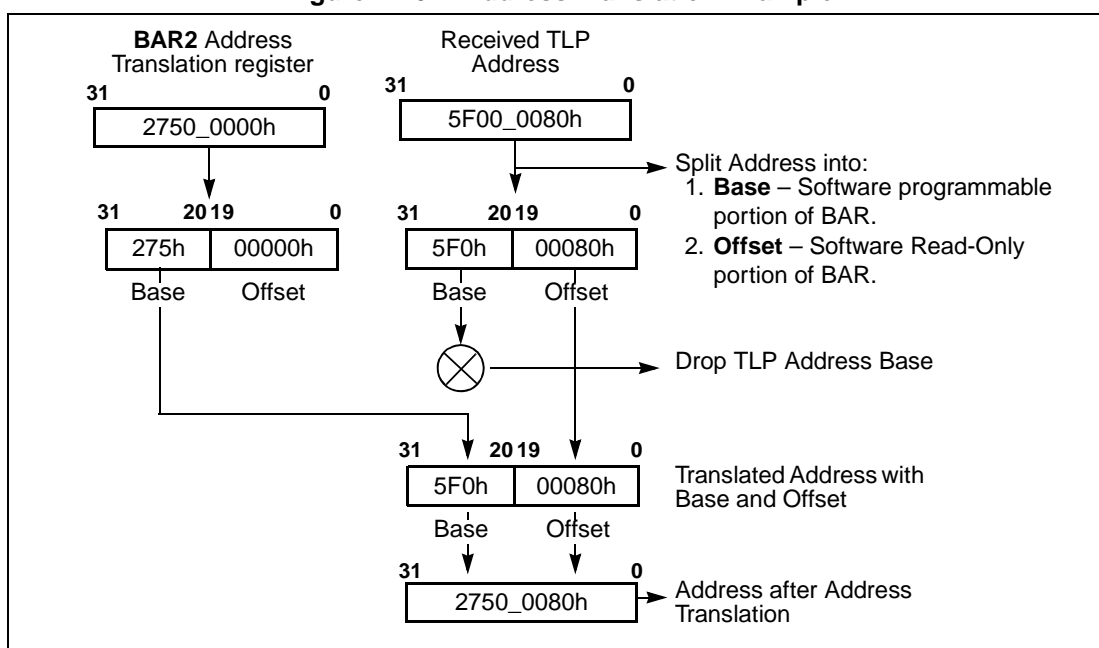 BAR2 Address
Translation register
Received TLP
Address
31 0
31 0
2750_0000h
5F00_0080h
Split Address into:
1. Base – Software programmable
portion of BAR.
2. Offset – Software Read-Only
portion of BAR.
31 20 19 0
31 20 19 0
275h 00000h
5F0h 00080h
Base Offset
Base Offset
Drop TLP Address Base
31 20 19 0
5F0h 00080h
Translated Address with
Base and Offset
Base Offset
31 0
2750_0080h
Address after Address
Translation